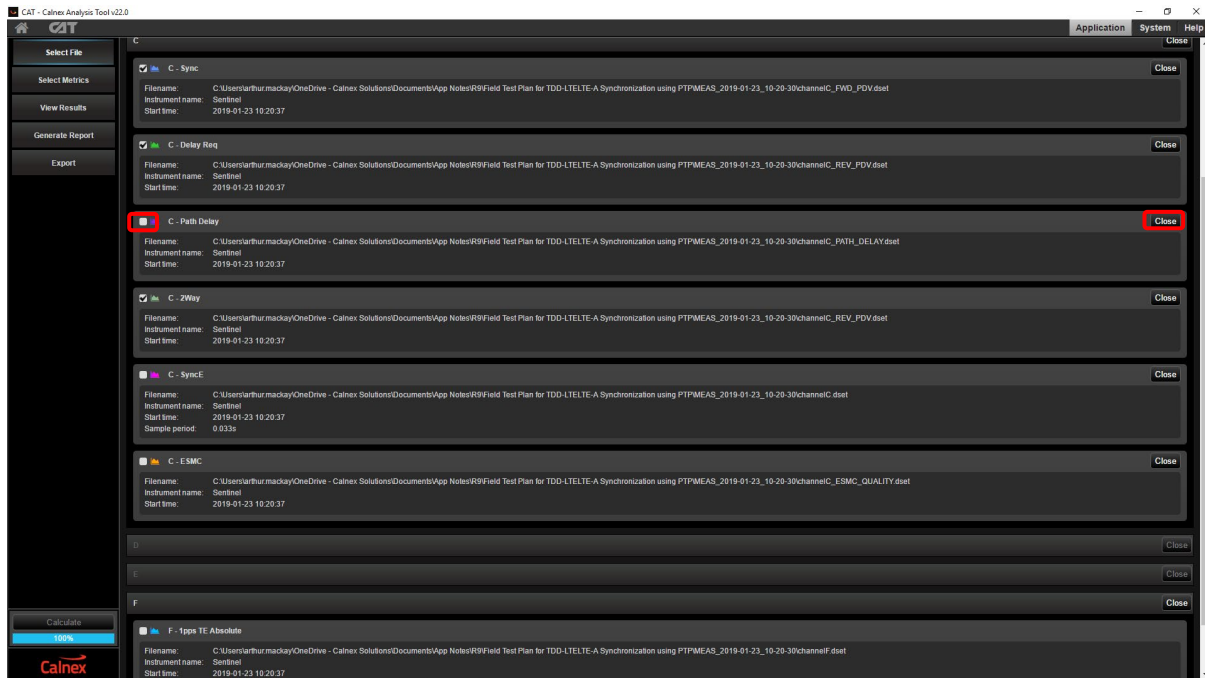 CAT - Calnex Analysis Tool v22.0
CAT
Application System Help
Select File
Select Metrics
View Results
Generate Report
Export
C Close
C - Sync Close
Filename: C:\Users\arthur.mackay\OneDrive - Calnex Solutions\Documents\App Notes\R9\Field Test Plan for TDD-LTELTE-A Synchronization using PTP\MEAS_2019-01-23_10-20-30\channelC_FWD_PDV.dset
Instrument name: Sentinel
Start time: 2019-01-23 10:20:37
C - Delay Req Close
Filename: C:\Users\arthur.mackay\OneDrive - Calnex Solutions\Documents\App Notes\R9\Field Test Plan for TDD-LTELTE-A Synchronization using PTP\MEAS_2019-01-23_10-20-30\channelC_REV_PDV.dset
Instrument name: Sentinel
Start time: 2019-01-23 10:20:37
C - Path Delay Close
Filename: C:\Users\arthur.mackay\OneDrive - Calnex Solutions\Documents\App Notes\R9\Field Test Plan for TDD-LTELTE-A Synchronization using PTP\MEAS_2019-01-23_10-20-30\channelC_PATH_DELAY.dset
Instrument name: Sentinel
Start time: 2019-01-23 10:20:37
C - 2Way Close
Filename: C:\Users\arthur.mackay\OneDrive - Calnex Solutions\Documents\App Notes\R9\Field Test Plan for TDD-LTELTE-A Synchronization using PTP\MEAS_2019-01-23_10-20-30\channelC_REV_PDV.dset
Instrument name: Sentinel
Start time: 2019-01-23 10:20:37
C - SyncE Close
Filename: C:\Users\arthur.mackay\OneDrive - Calnex Solutions\Documents\App Notes\R9\Field Test Plan for TDD-LTELTE-A Synchronization using PTP\MEAS_2019-01-23_10-20-30\channelC.dset
Instrument name: Sentinel
Start time: 2019-01-23 10:20:37
Sample period: 0.033s
C - ESMC Close
Filename: C:\Users\arthur.mackay\OneDrive - Calnex Solutions\Documents\App Notes\R9\Field Test Plan for TDD-LTELTE-A Synchronization using PTP\MEAS_2019-01-23_10-20-30\channelC_ESMC_QUALITY.dset
Instrument name: Sentinel
Start time: 2019-01-23 10:20:37
D Close
E Close
F Close
F - 1pps TE Absolute
Filename: C:\Users\arthur.mackay\OneDrive - Calnex Solutions\Documents\App Notes\R9\Field Test Plan for TDD-LTELTE-A Synchronization using PTP\MEAS_2019-01-23_10-20-30\channelF.dset
Instrument name: Sentinel
Start time: 2019-01-23 10:20:37
Calculate
100%
Calnex